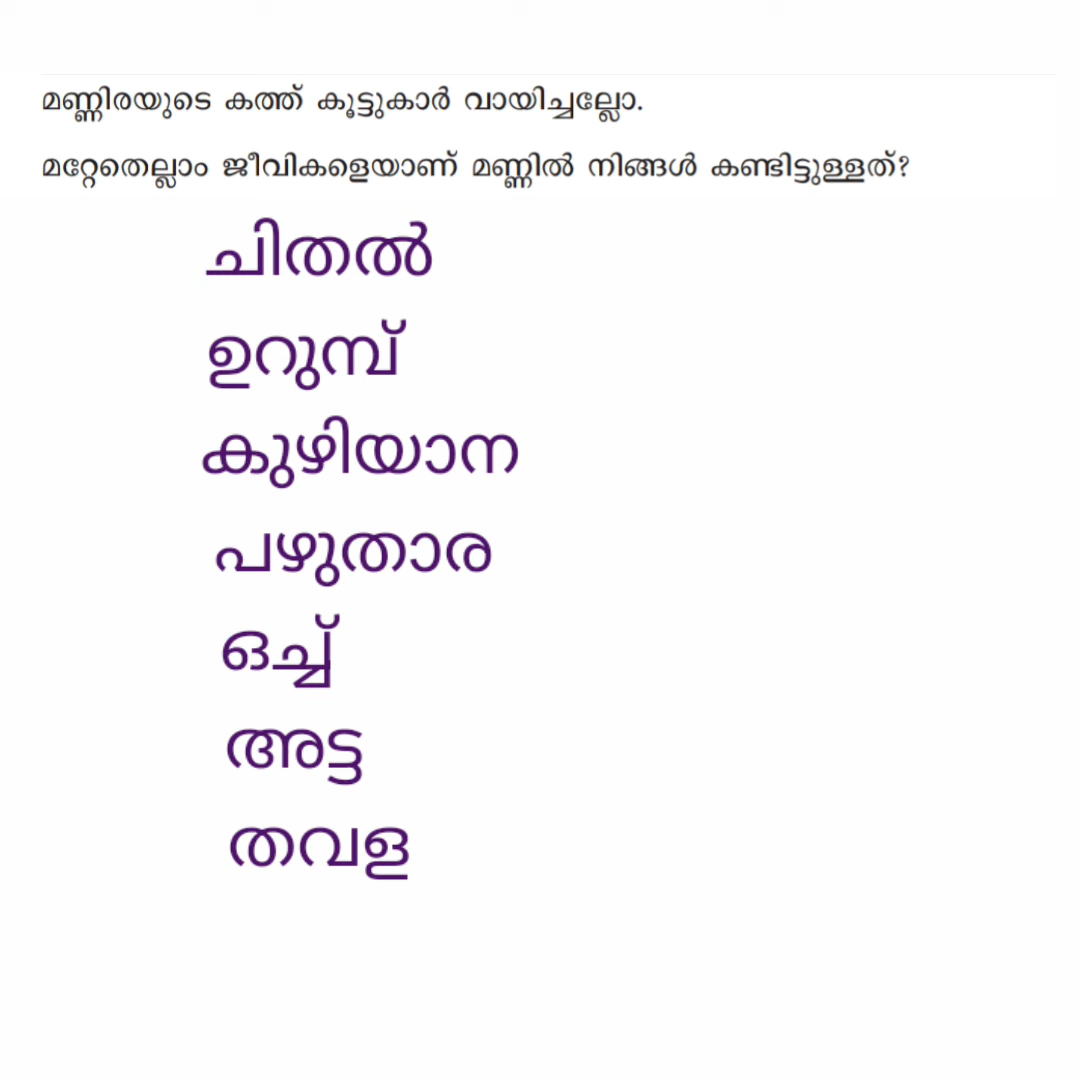 മണ്ണിരയുടെ കത്ത് കൂട്ടുകാർ വായിച്ചല്ലോ.
മറ്റേതെല്ലാം ജീവികളെയാണ് മണ്ണിൽ നിങ്ങൾ കണ്ടിട്ടുള്ളത്?
ചിതൽ
ഉറുമ്പ്
കുഴിയാന
പഴുതാര
ഒച്ച്
അട്ട
തവള